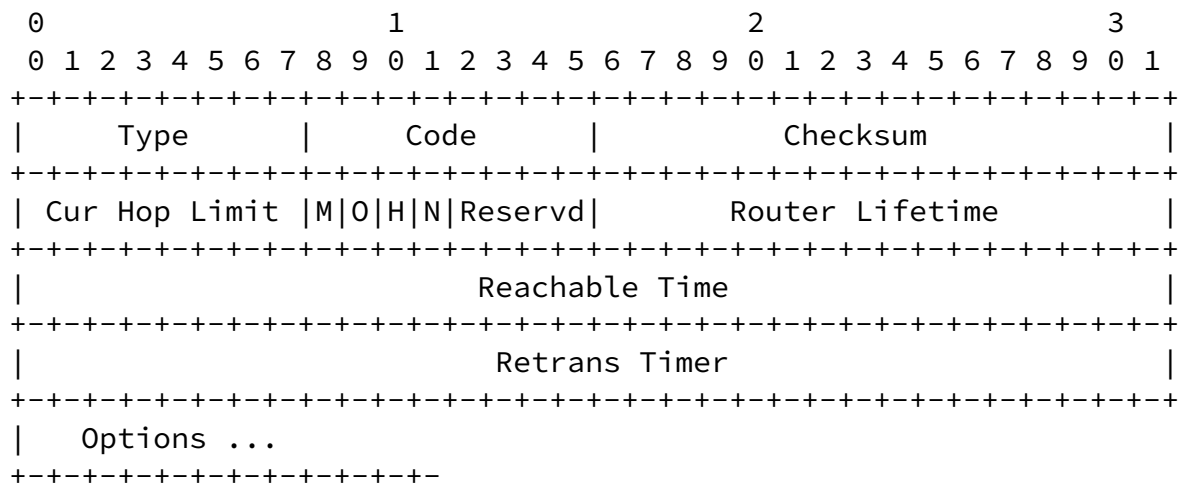 0                   1                   2                   3
 0 1 2 3 4 5 6 7 8 9 0 1 2 3 4 5 6 7 8 9 0 1 2 3 4 5 6 7 8 9 0 1
+-+-+-+-+-+-+-+-+-+-+-+-+-+-+-+-+-+-+-+-+-+-+-+-+-+-+-+-+-+-+-+-+
|     Type      |     Code      |          Checksum             |
+-+-+-+-+-+-+-+-+-+-+-+-+-+-+-+-+-+-+-+-+-+-+-+-+-+-+-+-+-+-+-+-+
| Cur Hop Limit |M|O|H|N|Reservd|       Router Lifetime         |
+-+-+-+-+-+-+-+-+-+-+-+-+-+-+-+-+-+-+-+-+-+-+-+-+-+-+-+-+-+-+-+-+
|                         Reachable Time                        |
+-+-+-+-+-+-+-+-+-+-+-+-+-+-+-+-+-+-+-+-+-+-+-+-+-+-+-+-+-+-+-+-+
|                          Retrans Timer                        |
+-+-+-+-+-+-+-+-+-+-+-+-+-+-+-+-+-+-+-+-+-+-+-+-+-+-+-+-+-+-+-+-+
|   Options ...
+-+-+-+-+-+-+-+-+-+-+-+-